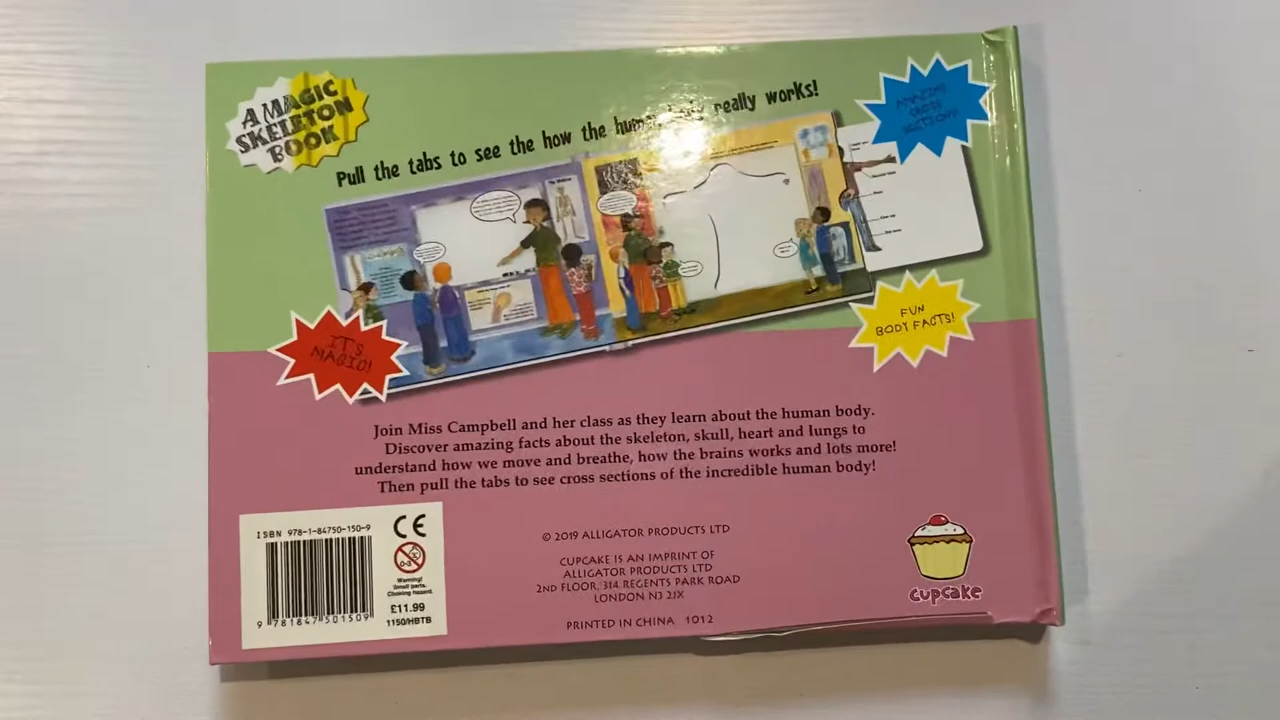 A MAGIC
SKELETON
BOOK
Pull the tabs to see the how the human body really works!
AMAZING
CROSS
SECTIONS!
IT'S
MAGIC!
FUN
BODY FACTS!
Join Miss Campbell and her class as they learn about the human body.
Discover amazing facts about the skeleton, skull, heart and lungs to
understand how we move and breathe, how the brains works and lots more!
Then pull the tabs to see cross sections of the incredible human body!
ISBN 978-1-84750-150-9
CE
0-3
Warning!
Small parts.
Choking hazard.
£11.99
1150/HBTB
9 781847 501509
© 2019 ALLIGATOR PRODUCTS LTD
CUPCAKE IS AN IMPRINT OF
ALLIGATOR PRODUCTS LTD
2ND FLOOR, 314 REGENTS PARK ROAD
LONDON N3 2JX
PRINTED IN CHINA 1012
cupcake